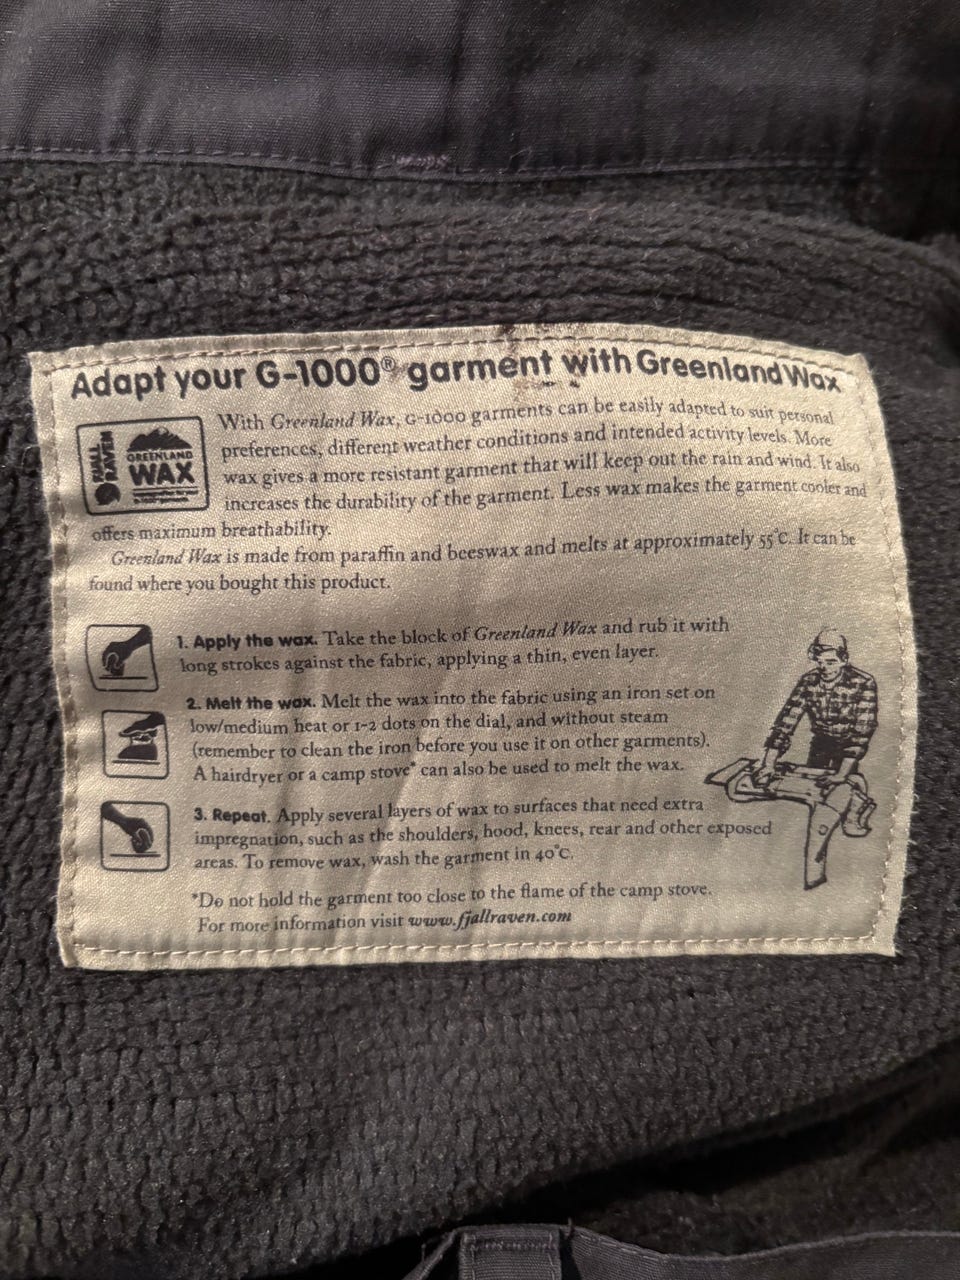 Adapt your G-1000® garment with Greenland Wax
FJÄLL
RÄVEN
GREENLAND
WAX
With Greenland Wax, G-1000 garments can be easily adapted to suit personal
preferences, different weather conditions and intended activity levels. More
wax gives a more resistant garment that will keep out the rain and wind. It also
increases the durability of the garment. Less wax makes the garment cooler and
offers maximum breathability.
Greenland Wax is made from paraffin and beeswax and melts at approximately 55°C. It can be
found where you bought this product.
1. Apply the wax. Take the block of Greenland Wax and rub it with
long strokes against the fabric, applying a thin, even layer.
2. Melt the wax. Melt the wax into the fabric using an iron set on
low/medium heat or 1-2 dots on the dial, and without steam
(remember to clean the iron before you use it on other garments).
A hairdryer or a camp stove* can also be used to melt the wax.
3. Repeat. Apply several layers of wax to surfaces that need extra
impregnation, such as the shoulders, hood, knees, rear and other exposed
areas. To remove wax, wash the garment in 40°C.
*Do not hold the garment too close to the flame of the camp stove.
For more information visit www.fjallraven.com